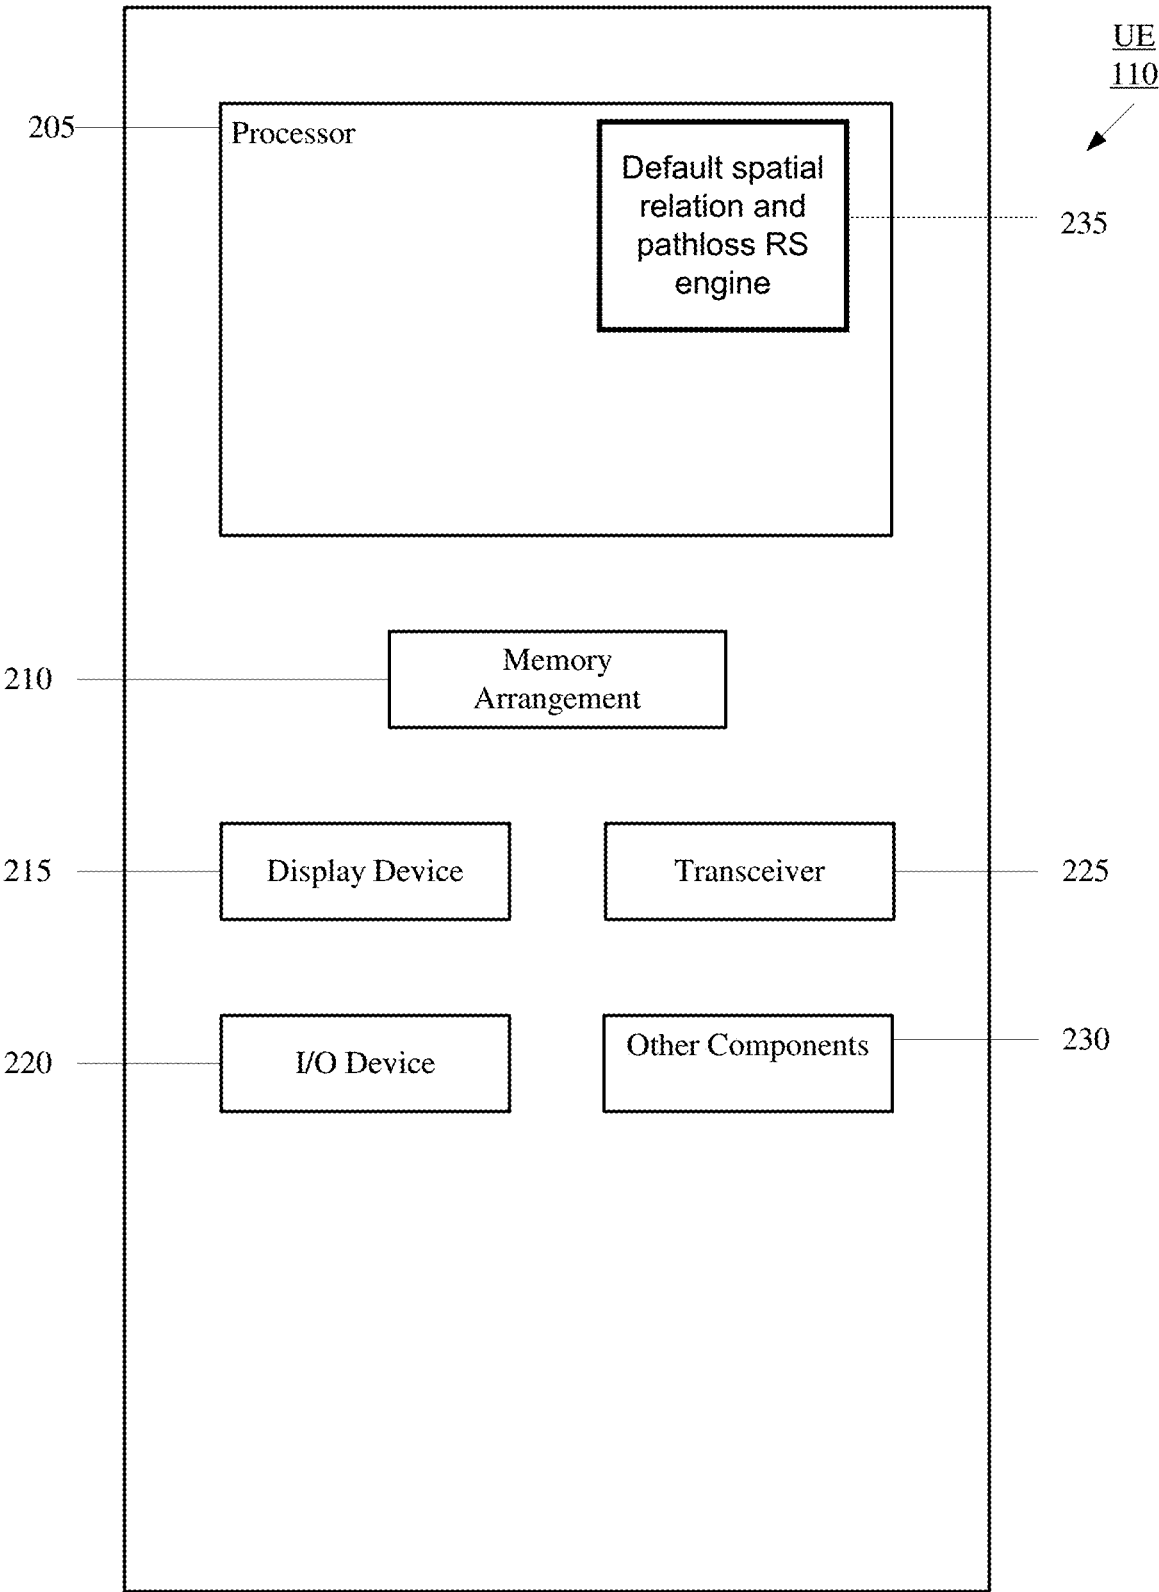 UE
110
205
Processor
Default spatial
relation and
pathloss RS
engine
235
210
Memory
Arrangement
215
Display Device
Transceiver
225
220
I/O Device
Other Components
230